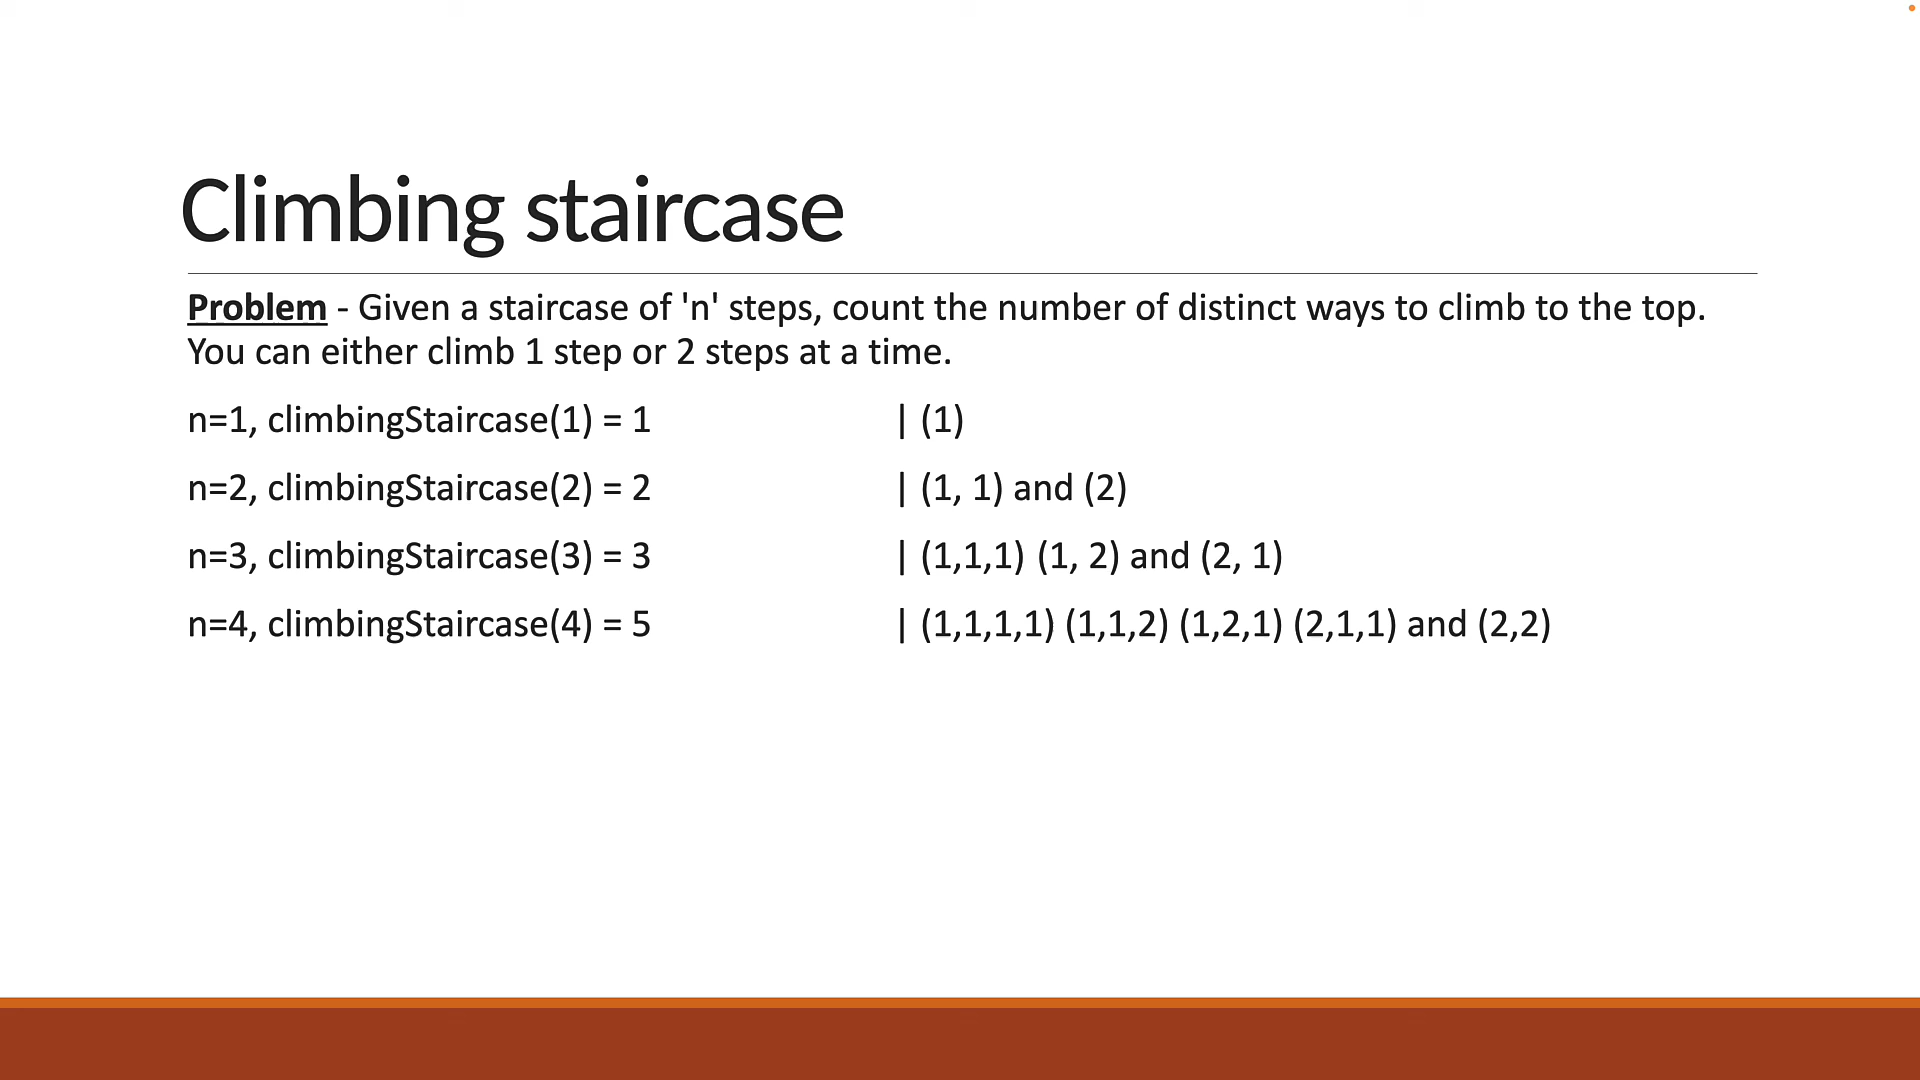 Climbing staircase
Problem - Given a staircase of 'n' steps, count the number of distinct ways to climb to the top.
You can either climb 1 step or 2 steps at a time.
n=1, climbingStaircase(1) = 1 | (1)
n=2, climbingStaircase(2) = 2 | (1, 1) and (2)
n=3, climbingStaircase(3) = 3 | (1,1,1) (1, 2) and (2, 1)
n=4, climbingStaircase(4) = 5 | (1,1,1,1) (1,1,2) (1,2,1) (2,1,1) and (2,2)